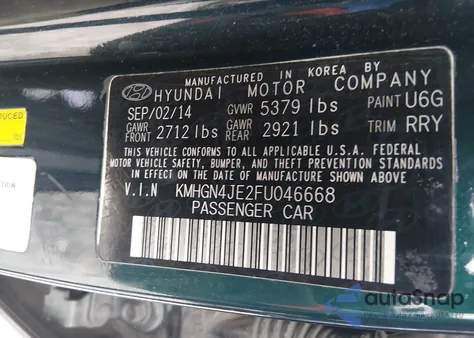 MANUFACTURED IN KOREA BY
HYUNDAI MOTOR COMPANY
SEP/02/14 GVWR 5379 lbs PAINT U6G
GAWR FRONT 2712 lbs GAWR REAR 2921 lbs TRIM RRY
THIS VEHICLE CONFORMS TO ALL APPLICABLE U.S.A. FEDERAL
MOTOR VEHICLE SAFETY, BUMPER, AND THEFT PREVENTION STANDARDS
IN EFFECT ON THE DATE OF MANUFACTURE SHOWN ABOVE.
V.I.N KMHGN4JE2FU046668
PASSENGER CAR
UCED
autoSnap